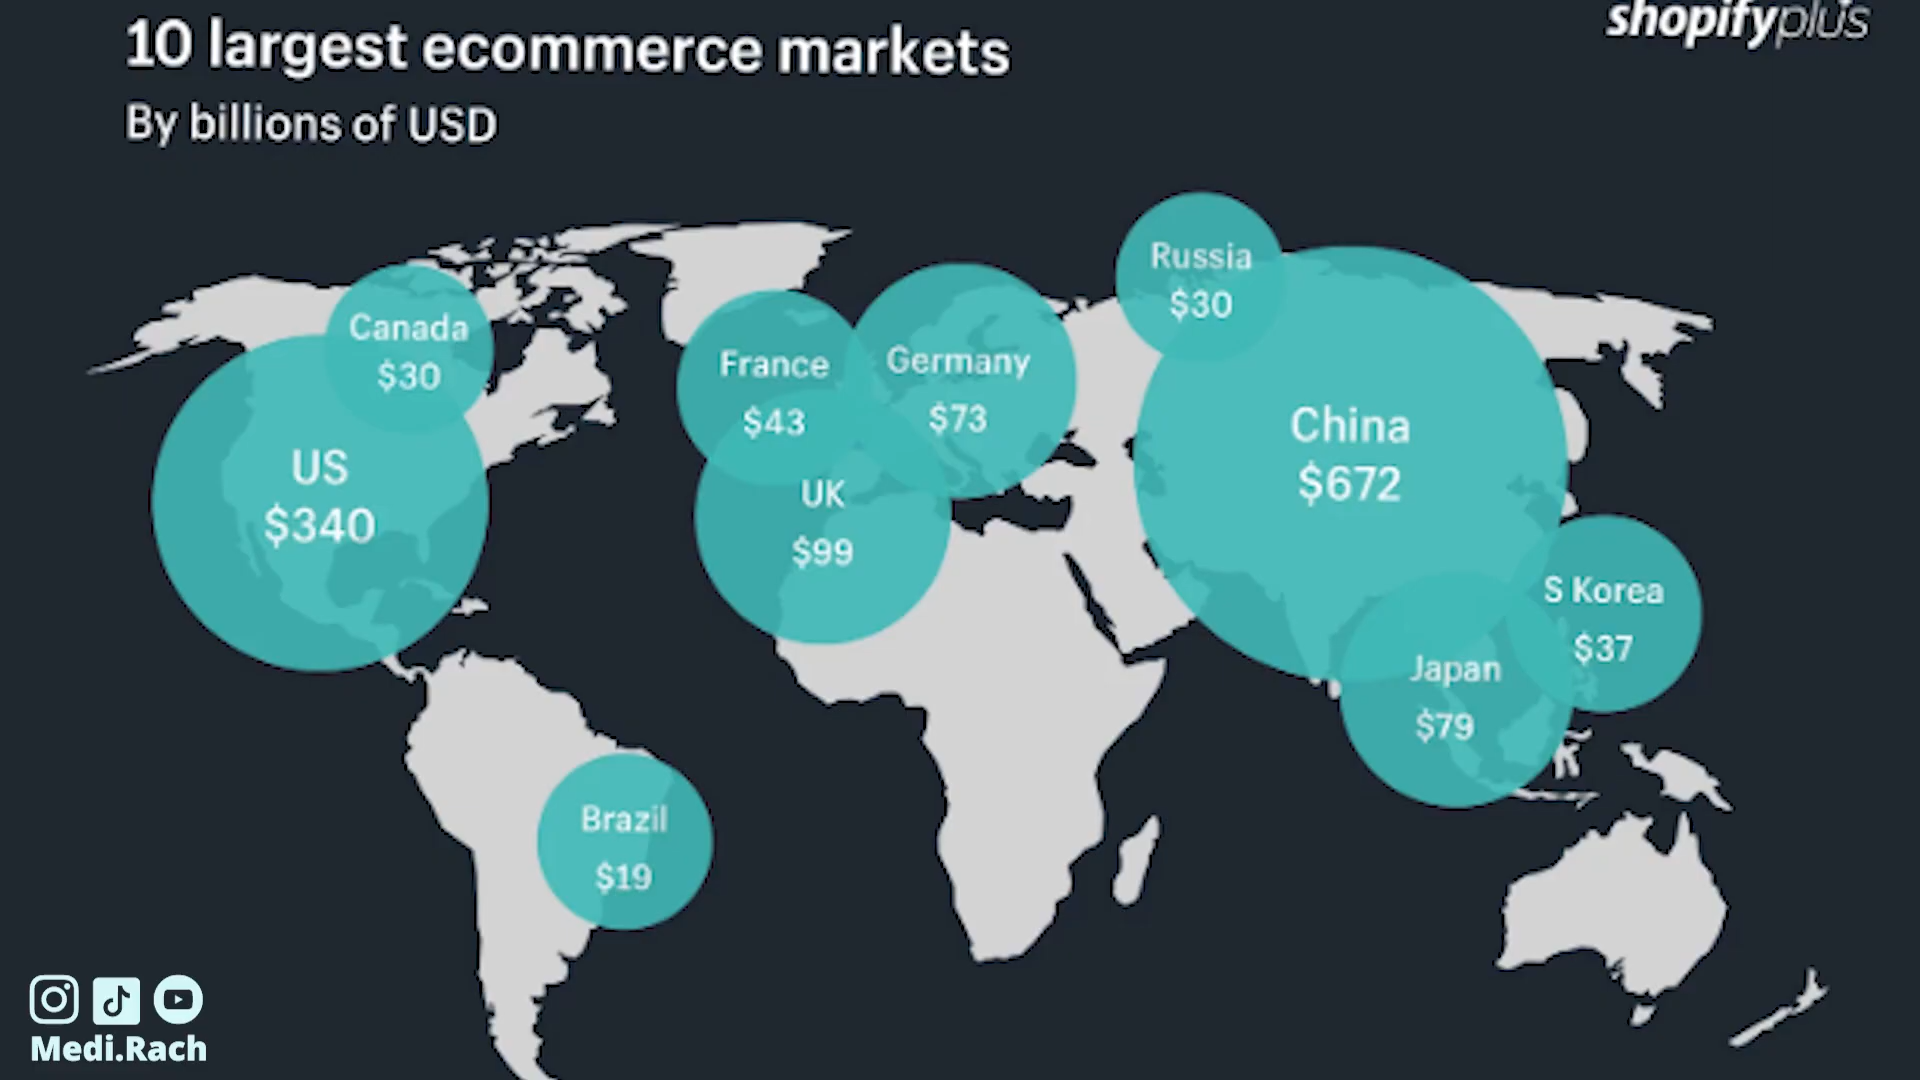 10 largest ecommerce markets
By billions of USD
shopifyplus
Russia
$30
Canada
$30
France
$43
Germany
$73
China
$672
US
$340
UK
$99
S Korea
$37
Japan
$79
Brazil
$19
Medi.Rach